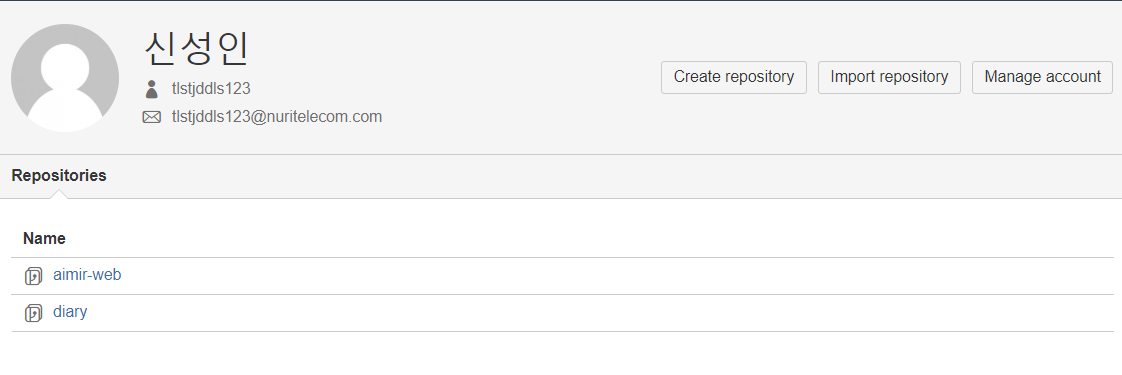 신성인
tlstjddls123
tlstjddls123@nuritelecom.com
Create repository
Import repository
Manage account
Repositories
Name
aimir-web
diary